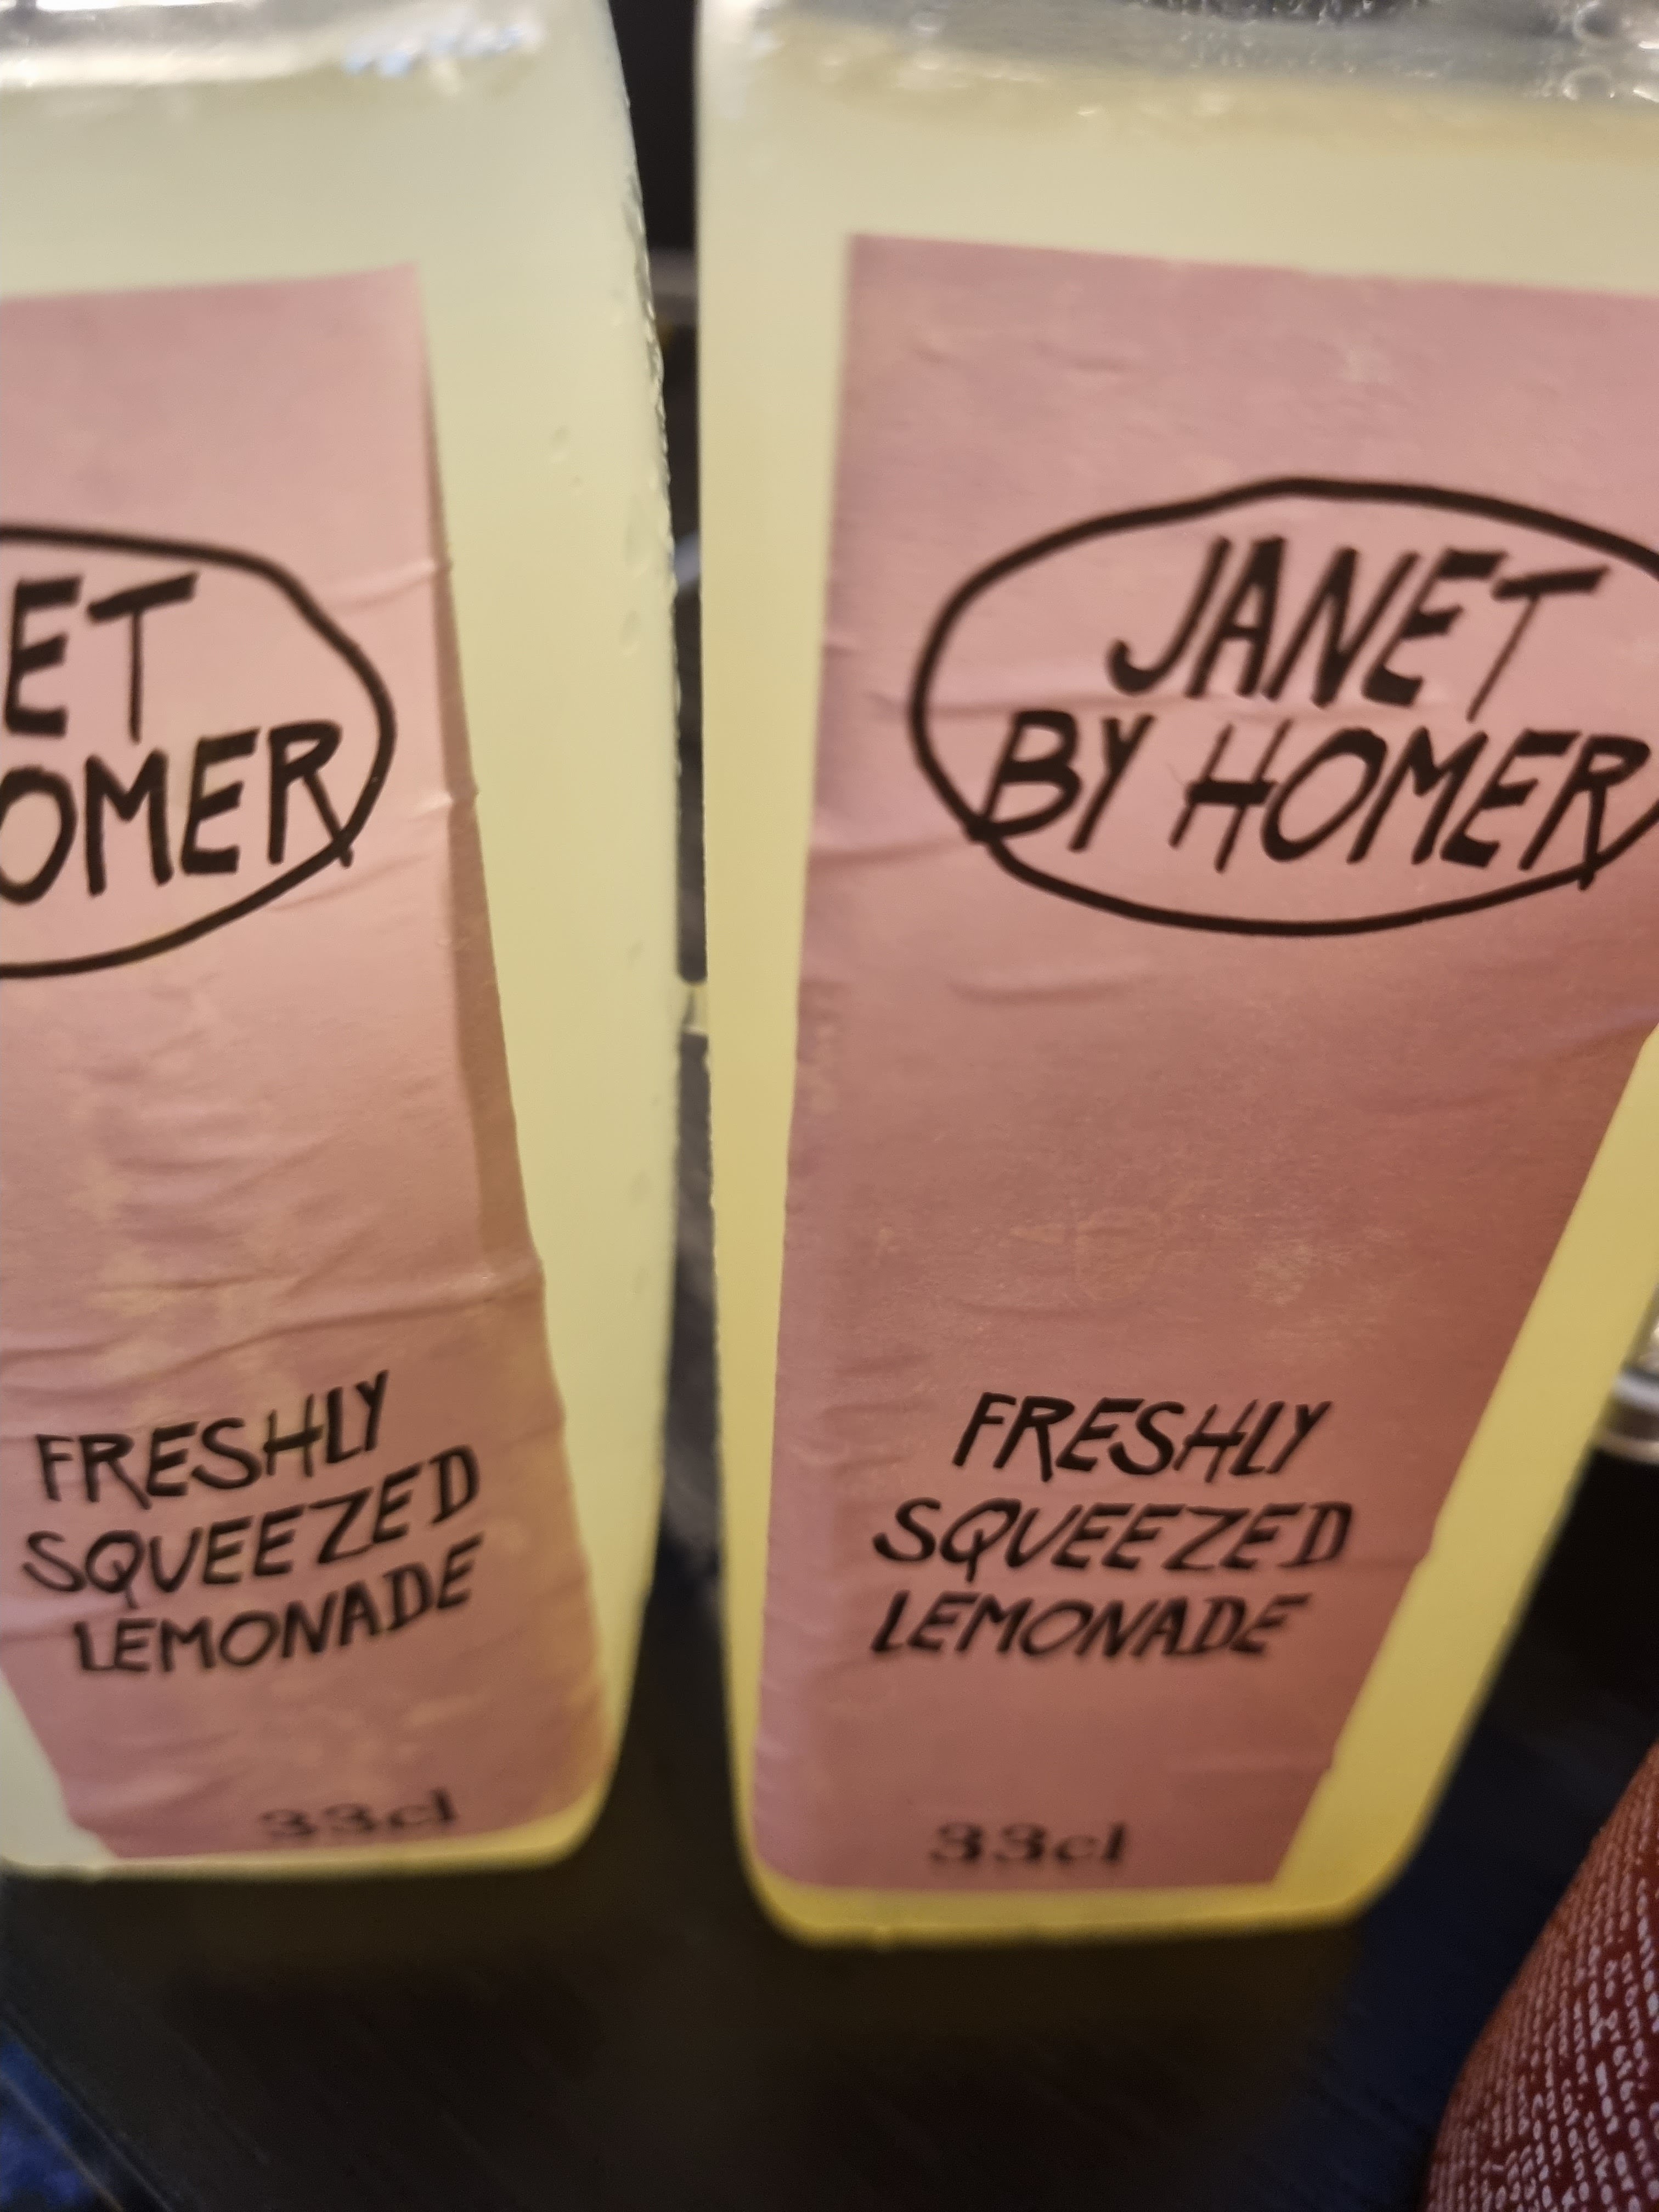 ET
OMER
FRESHLY
SQUEEZED
LEMONADE
33cl
JANET
BY HOMER
FRESHLY
SQUEEZED
LEMONADE
33cl